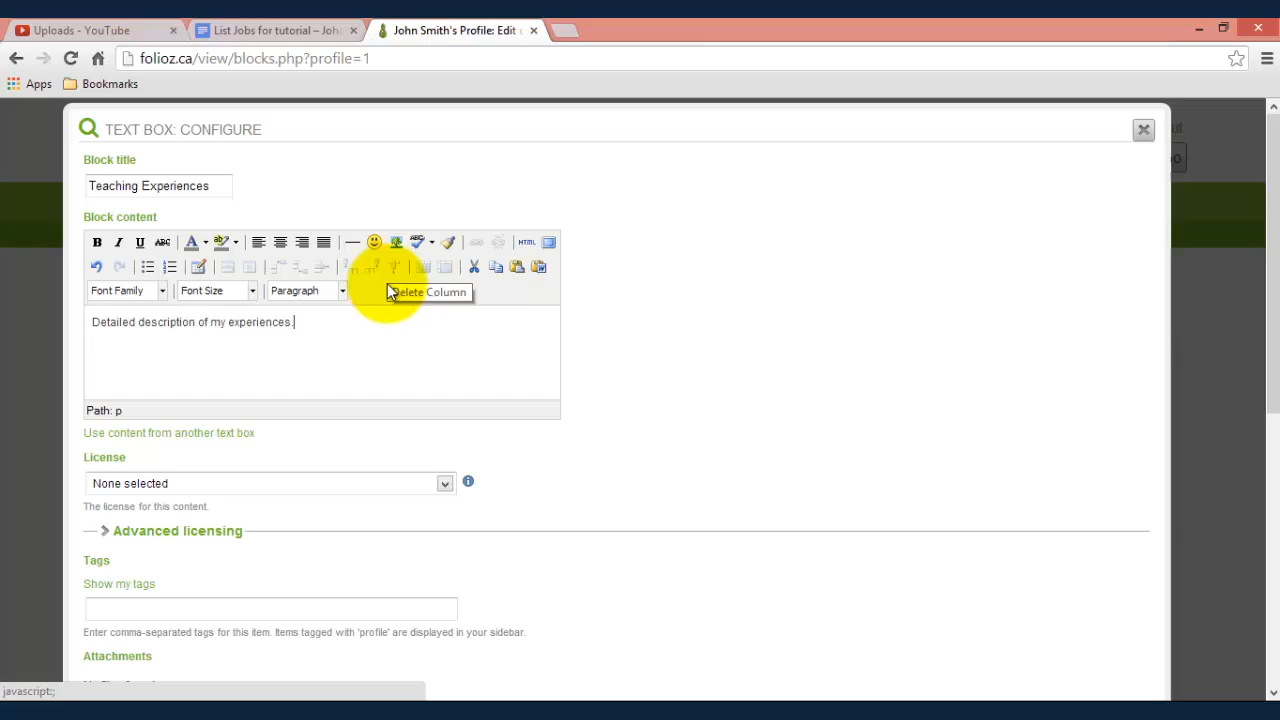 Uploads - YouTube
List Jobs for tutorial – Joh
John Smith's Profile: Edit
folioz.ca/view/blocks.php?profile=1
Apps
Bookmarks
TEXT BOX: CONFIGURE
Block title
Teaching Experiences
Block content
B I U ABC A ab ABC HTML
Font Family
Font Size
Paragraph
Delete Column
Detailed description of my experiences.
Path: p
Use content from another text box
License
None selected
The license for this content.
Advanced licensing
Tags
Show my tags
Enter comma-separated tags for this item. Items tagged with 'profile' are displayed in your sidebar.
Attachments
javascript:;